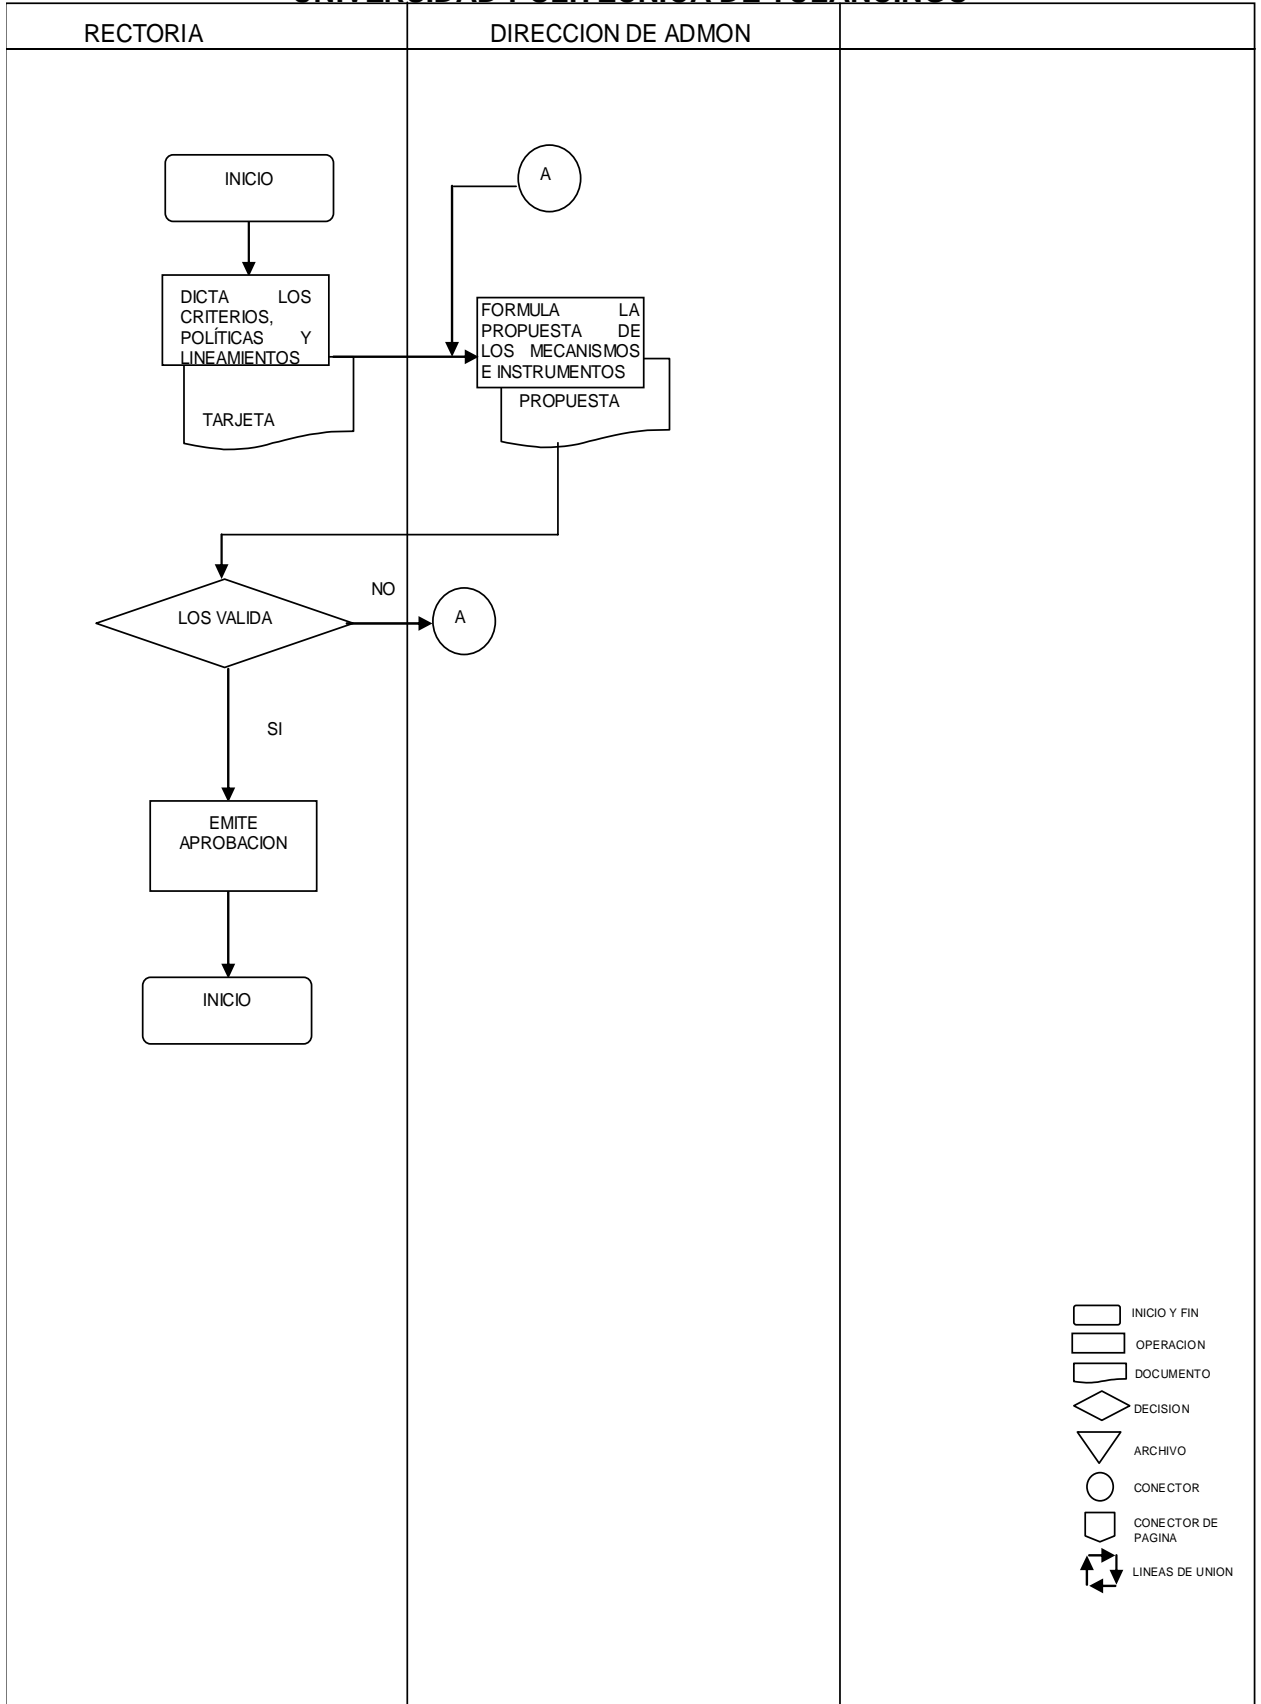 RECTORIA
DIRECCION DE ADMON
INICIO
A
DICTA LOS
CRITERIOS,
POLÍTICAS Y
LINEAMIENTOS
TARJETA
FORMULA LA
PROPUESTA DE
LOS MECANISMOS
E INSTRUMENTOS
PROPUESTA
LOS VALIDA
NO
A
SI
EMITE
APROBACION
INICIO
INICIO Y FIN
OPERACION
DOCUMENTO
DECISION
ARCHIVO
CONECTOR
CONECTOR DE
PAGINA
LINEAS DE UNION